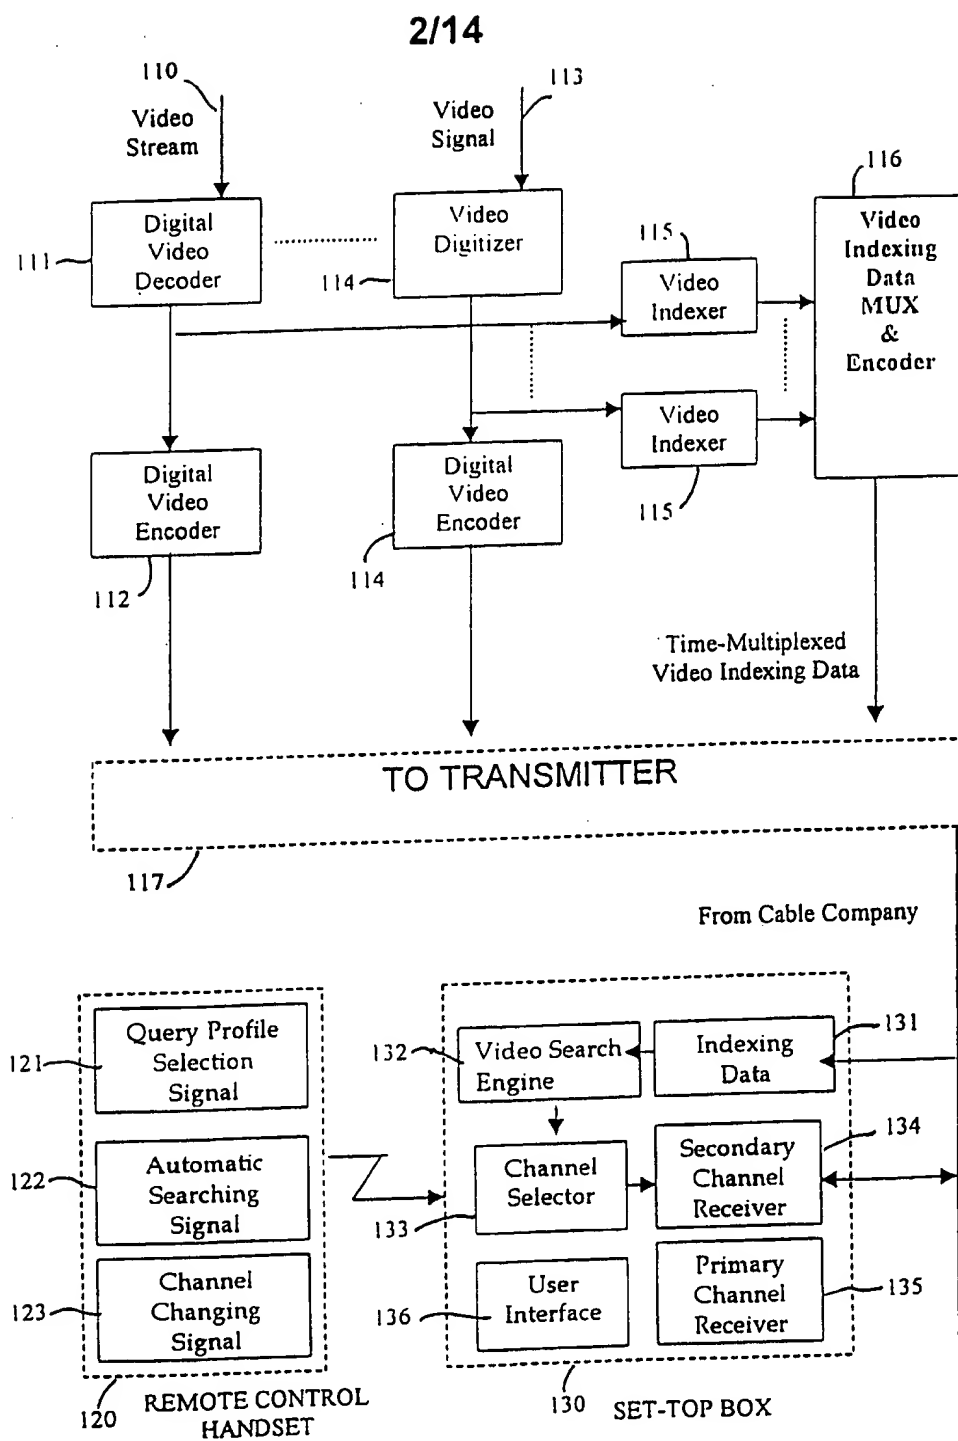 2/14
110
113
Video
Stream
Video
Signal
116
111
Digital
Video
Decoder
114
Video
Digitizer
115
Video
Indexer
Video
Indexing
Data
MUX
&
Encoder
Video
Indexer
115
Digital
Video
Encoder
112
Digital
Video
Encoder
114
Time-Multiplexed
Video Indexing Data
TO TRANSMITTER
117
From Cable Company
121
Query Profile
Selection
Signal
122
Automatic
Searching
Signal
123
Channel
Changing
Signal
120
REMOTE CONTROL
HANDSET
132
Video Search
Engine
Indexing
Data
131
Channel
Selector
133
Secondary
Channel
Receiver
134
136
User
Interface
Primary
Channel
Receiver
135
130
SET-TOP BOX